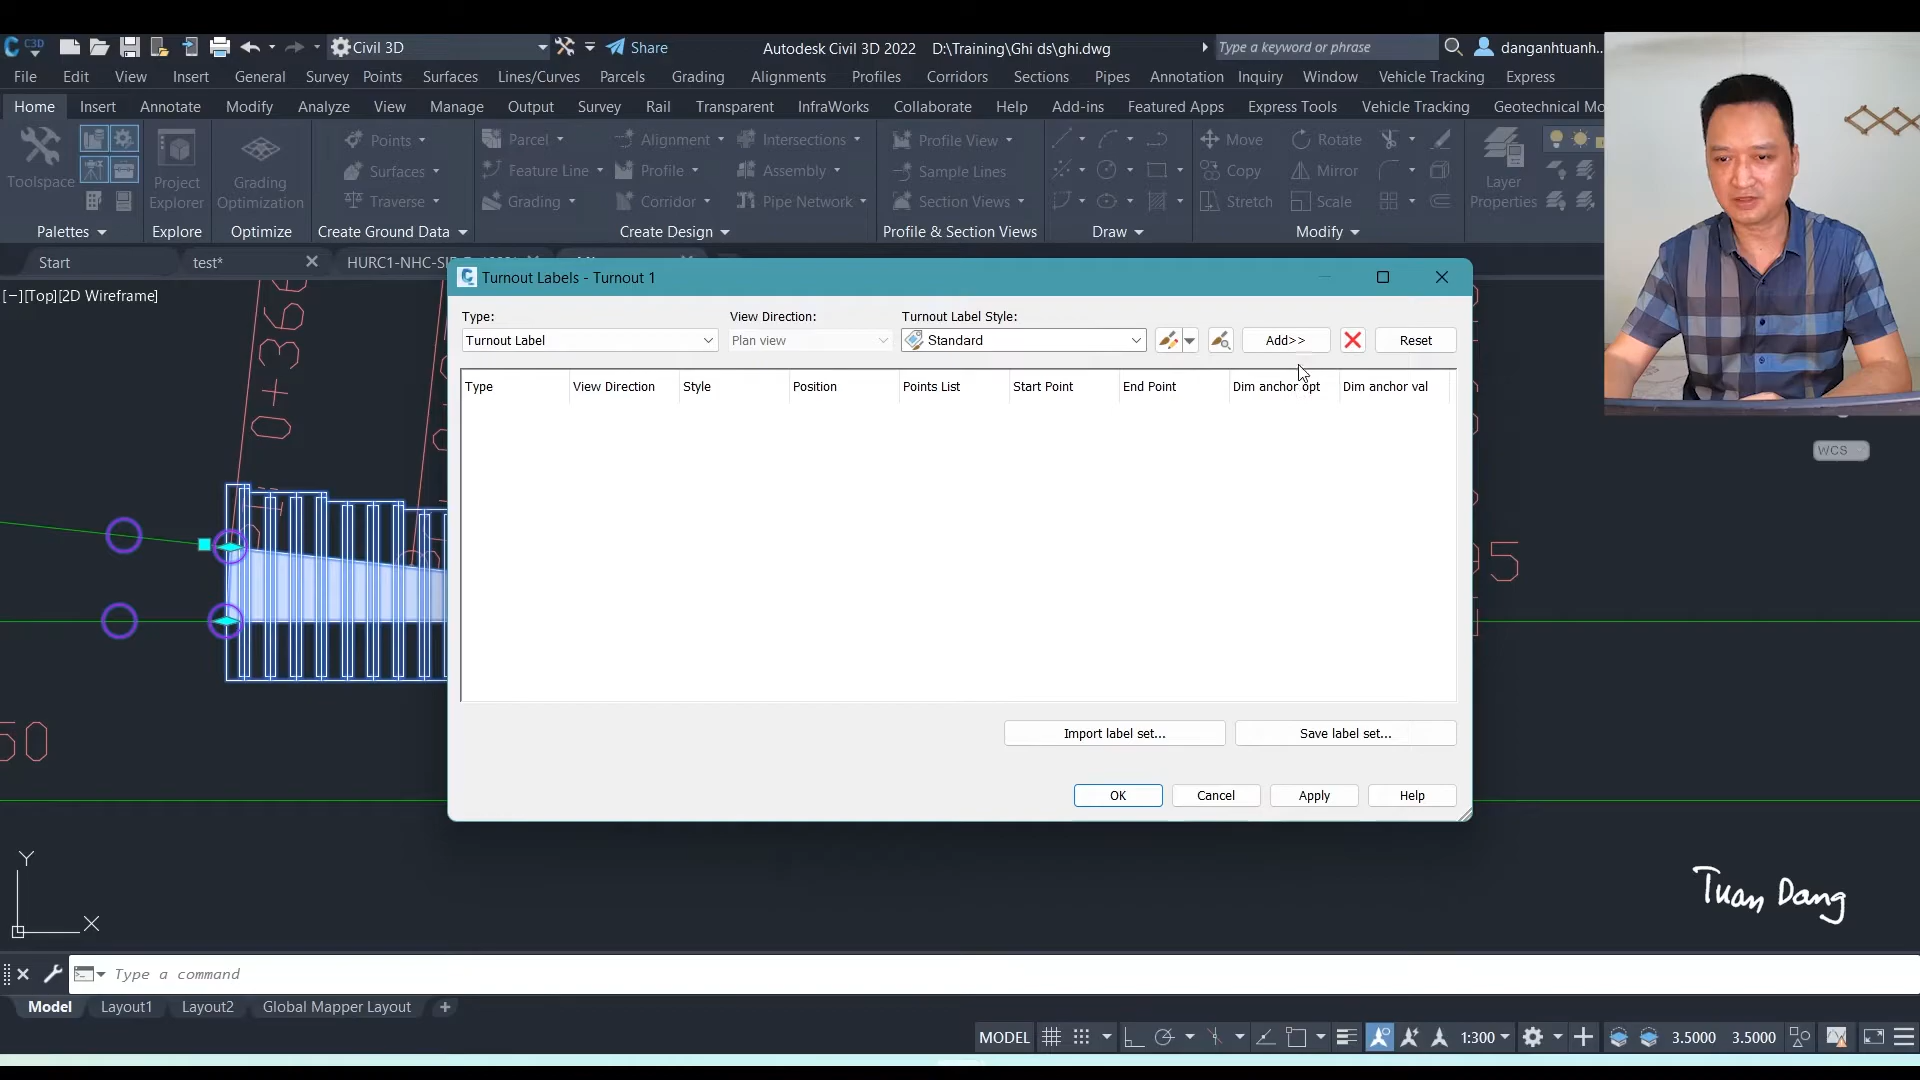 C3D Civil 3D Share Autodesk Civil 3D 2022 D:\Training\Ghi ds\ghi.dwg Type a keyword or phrase danganhtuanh...
File Edit View Insert General Survey Points Surfaces Lines/Curves Parcels Grading Alignments Profiles Corridors Sections Pipes Annotation Inquiry Window Vehicle Tracking Express
Home Insert Annotate Modify Analyze View Manage Output Survey Rail Transparent InfraWorks Collaborate Help Add-ins Featured Apps Express Tools Vehicle Tracking Geotechnical Mo
Points Parcel Alignment Intersections Profile View Move Rotate
Toolspace Project Explorer Grading Optimization Surfaces Feature Line Profile Assembly Sample Lines Copy Mirror Layer Properties
Traverse Grading Corridor Pipe Network Section Views Stretch Scale
Palettes Explore Optimize Create Ground Data Create Design Profile & Section Views Draw Modify
Start test* HURC1-NHC-SI
[−][Top][2D Wireframe]
Turnout Labels - Turnout 1
Type: View Direction: Turnout Label Style:
Turnout Label Plan view Standard Add>> Reset
Type View Direction Style Position Points List Start Point End Point Dim anchor opt Dim anchor val
0+369
WCS
95
50
Import label set... Save label set...
OK Cancel Apply Help
Y
X
Tuan Dang
Type a command
Model Layout1 Layout2 Global Mapper Layout +
MODEL 1:300 3.5000 3.5000